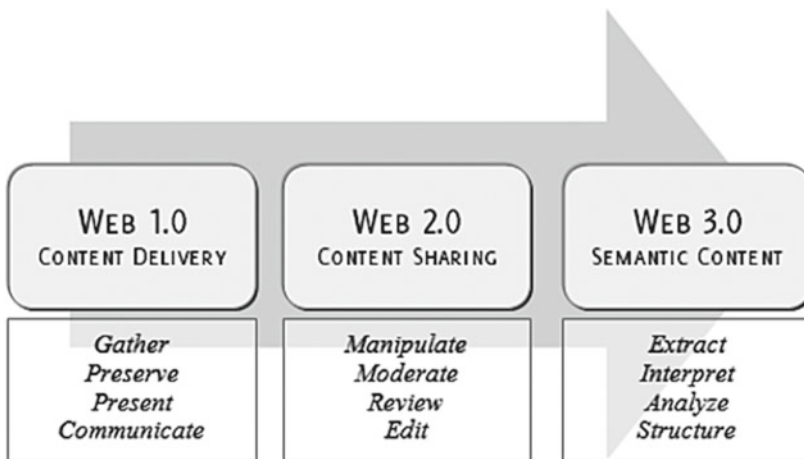 WEB 1.0
CONTENT DELIVERY
Gather
Preserve
Present
Communicate
WEB 2.0
CONTENT SHARING
Manipulate
Moderate
Review
Edit
WEB 3.0
SEMANTIC CONTENT
Extract
Interpret
Analyze
Structure